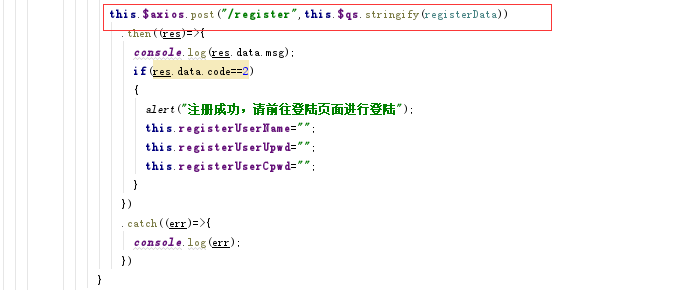 this.$axios.post("/register",this.$qs.stringify(registerData))
.then((res)=>{
console.log(res.data.msg);
if(res.data.code==2)
{
alert("注册成功，请前往登陆页面进行登陆");
this.registerUserName="";
this.registerUserUpwd="";
this.registerUserCpwd="";
}
})
.catch((err)=>{
console.log(err);
})
}